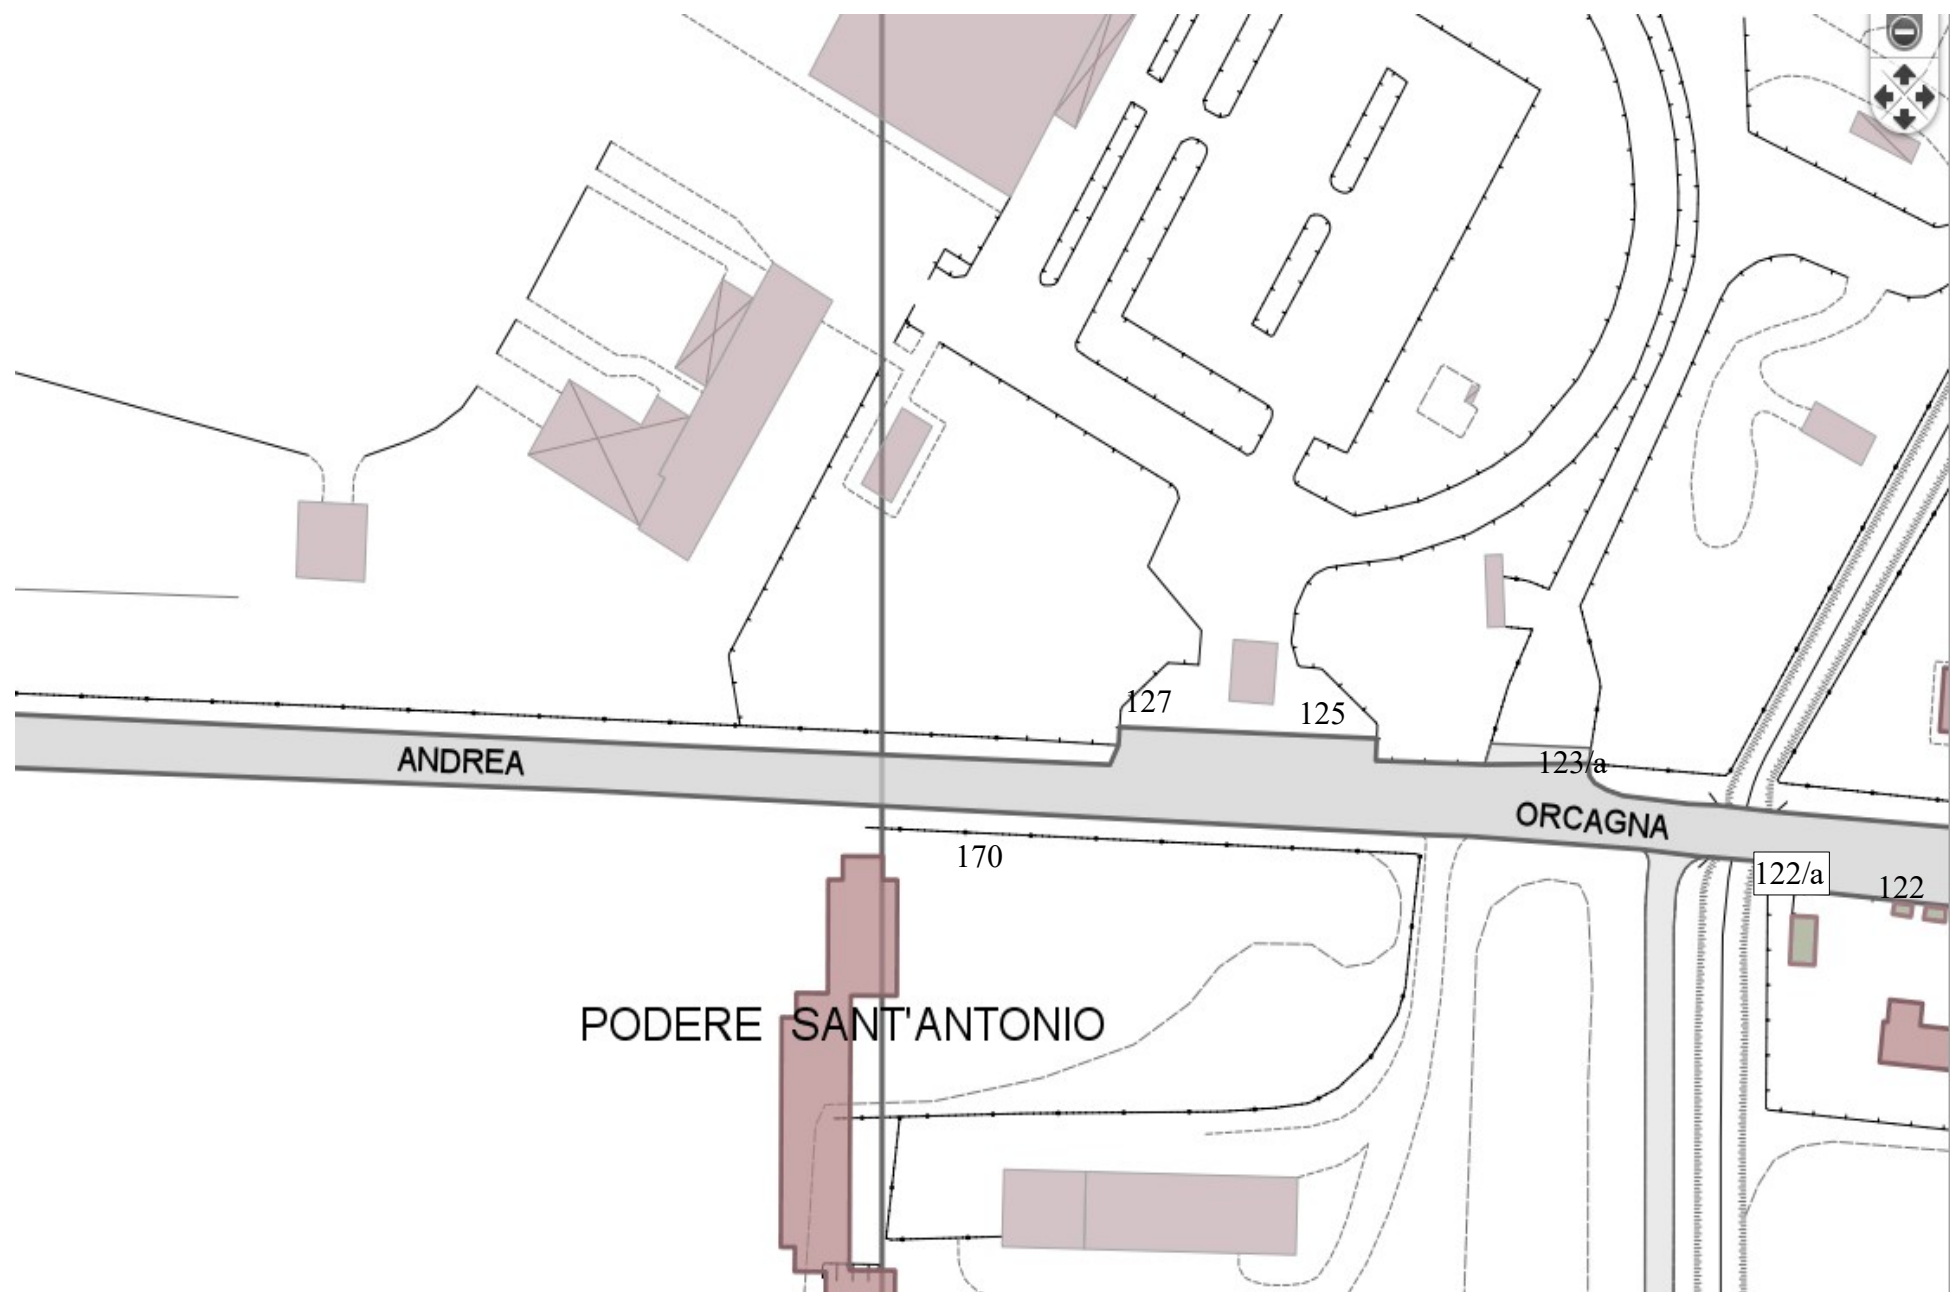 127
125
ANDREA
123/a
ORCAGNA
170
122/a
122
PODERE SANT'ANTONIO